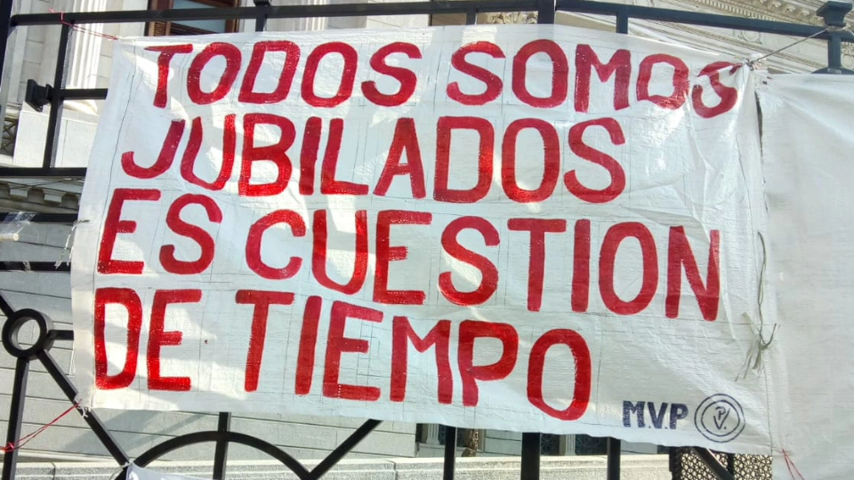 TODOS SOMOS
JUBILADOS
ES CUESTION
DE TIEMPO
M.V.P